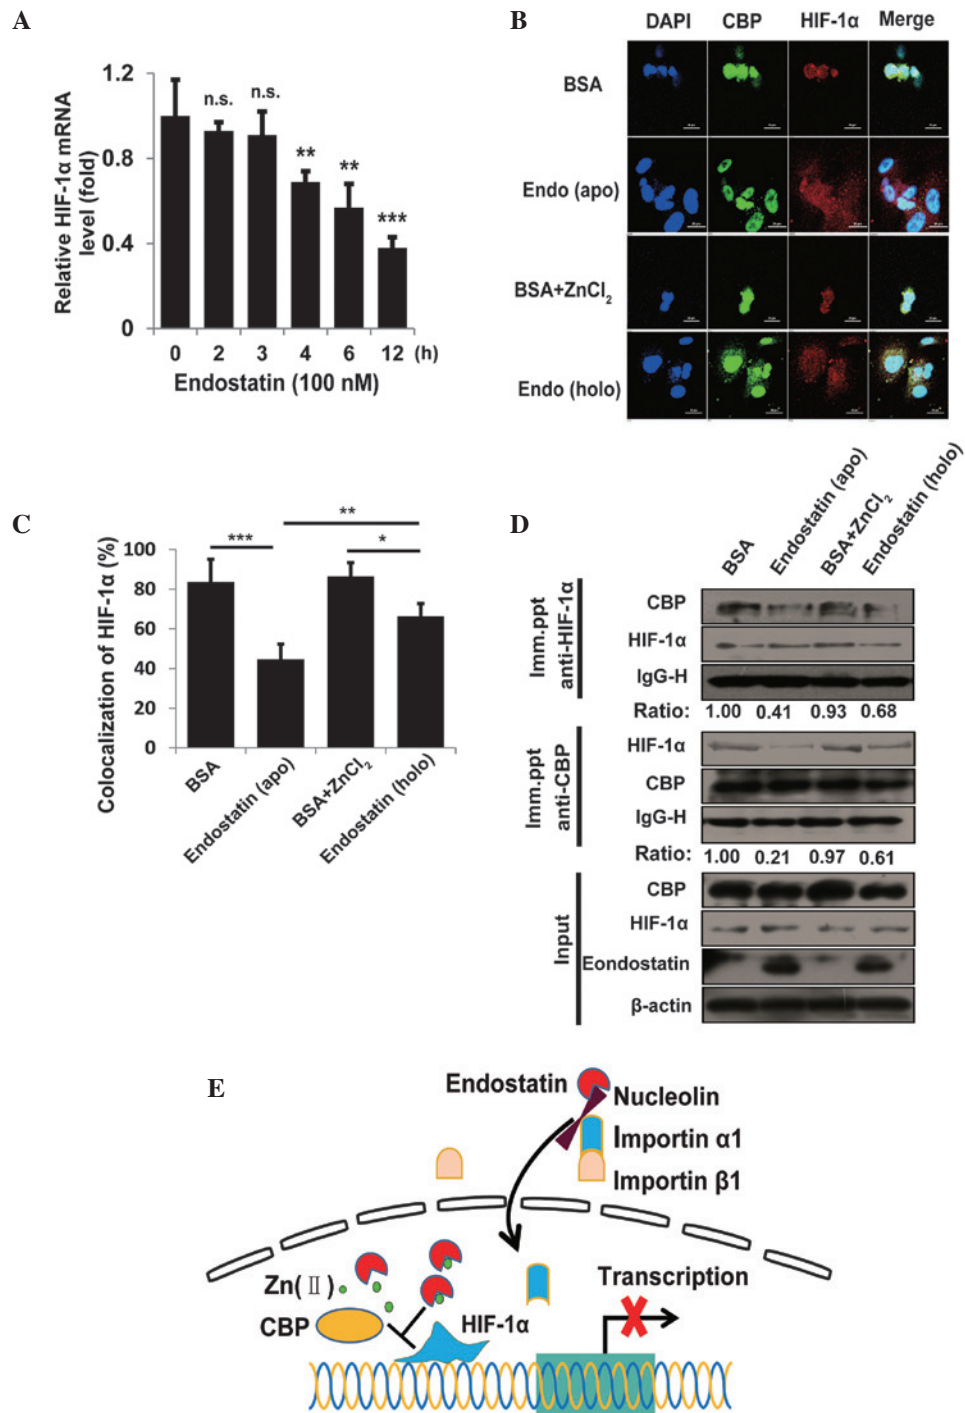 A
Relative HIF-1α mRNA
level (fold)
1.2
0.8
0.4
0
n.s.
n.s.
**
**
***
0 2 3 4 6 12 (h)
Endostatin (100 nM)
B
DAPI CBP HIF-1α Merge
BSA
Endo (apo)
BSA+ZnCl₂
Endo (holo)
C
Colocalization of HIF-1α (%)
100
80
60
40
20
0
***
**
*
BSA
Endostatin (apo)
BSA+ZnCl₂
Endostatin (holo)
D
BSA
Endostatin (apo)
BSA+ZnCl₂
Endostatin (holo)
Imm.ppt
anti-HIF-1α
CBP
HIF-1α
IgG-H
Ratio: 1.00 0.41 0.93 0.68
Imm.ppt
anti-CBP
HIF-1α
CBP
IgG-H
Ratio: 1.00 0.21 0.97 0.61
Input
CBP
HIF-1α
Eondostatin
β-actin
E
Endostatin
Nucleolin
Importin α1
Importin β1
Zn(Ⅱ)
CBP
HIF-1α
Transcription